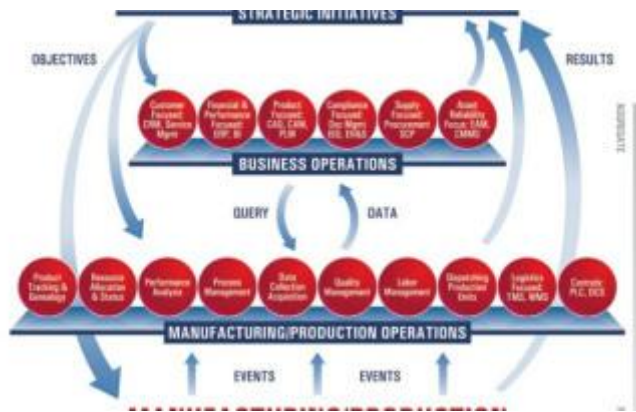 STRATEGIC INITIATIVES
OBJECTIVES
RESULTS
Customer
Focused:
CRM, Service
Mgmt
Financial &
Performance
Focused:
ERP, BI
Product
Focused:
CAD, CAM,
PLM
Compliance
Focused:
Doc Mgmt
Supply
Focused:
Procurement
SCP
Asset
Reliability
Focus: EAM,
CMMS
AGGREGATE
BUSINESS OPERATIONS
QUERY
DATA
Product
Tracking &
Genealogy
Resource
Allocation
& Status
Performance
Analysis
Process
Management
Data
Collection
Acquisition
Quality
Management
Labor
Management
Dispatching
Production
Units
Logistics
Focused:
TMS, WMS
Controls:
PLC, DCS
MANUFACTURING/PRODUCTION OPERATIONS
EVENTS
EVENTS
MANUFACTURING/PRODUCTION